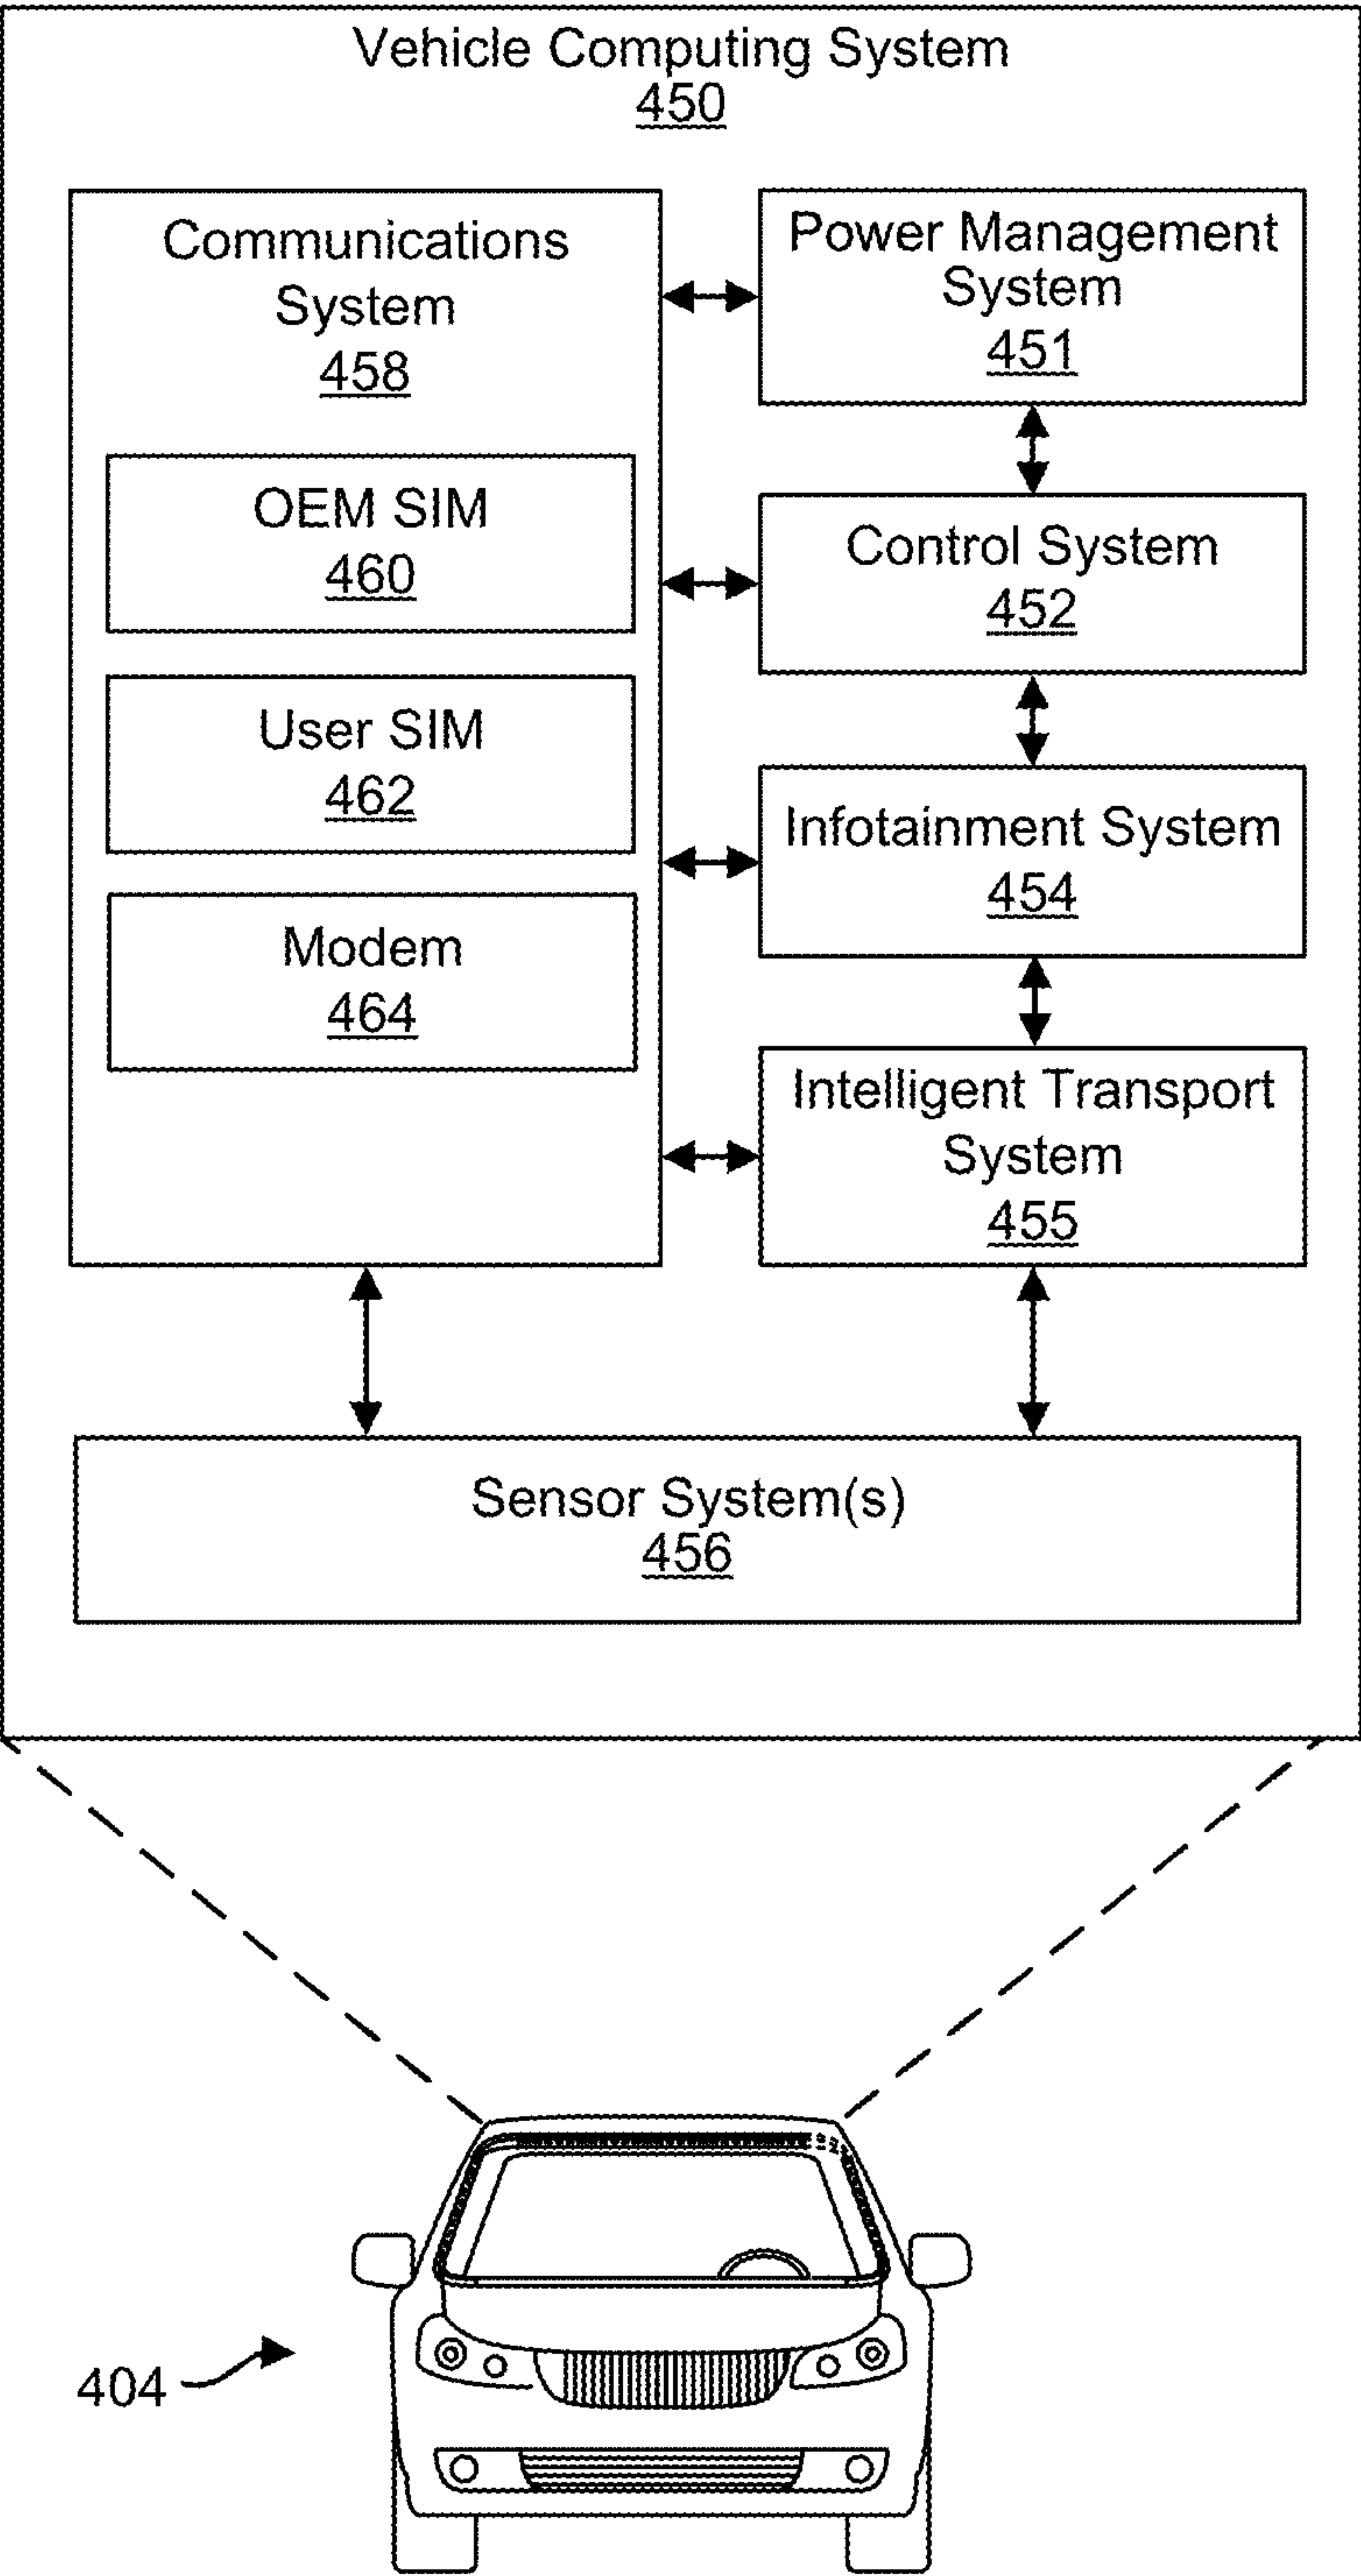 Vehicle Computing System
450
Communications
System
458
OEM SIM
460
User SIM
462
Modem
464
Power Management
System
451
Control System
452
Infotainment System
454
Intelligent Transport
System
455
Sensor System(s)
456
404